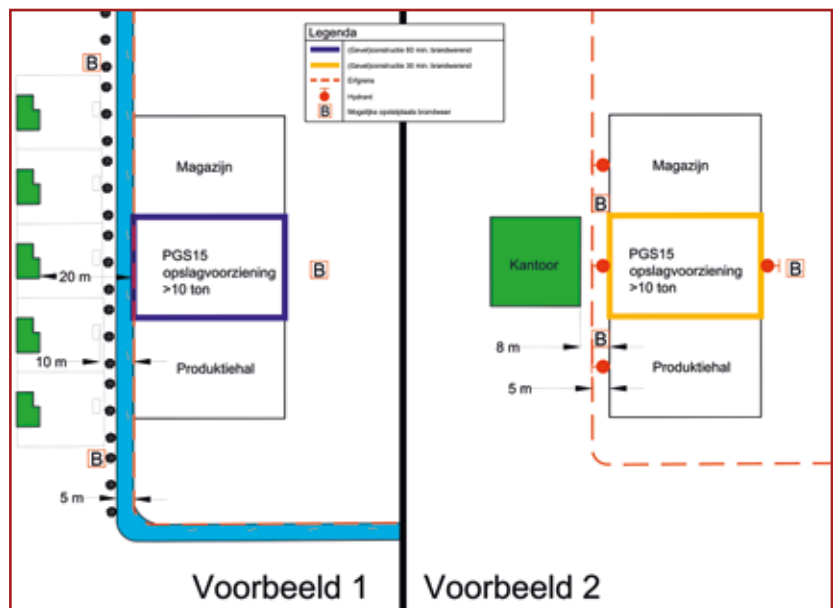 Legenda
(Gevel)constructie 60 min. brandwerend
(Gevel)constructie 30 min. brandwerend
Erfgrens
Hydrant
B
Mogelijke opstelplaats brandweer
B
Magazijn
PGS15
opslagvoorziening
>10 ton
20 m
B
10 m
Produktiehal
B
5 m
Voorbeeld 1
Magazijn
B
Kantoor
PGS15
opslagvoorziening
>10 ton
B
8 m
B
5 m
Produktiehal
Voorbeeld 2